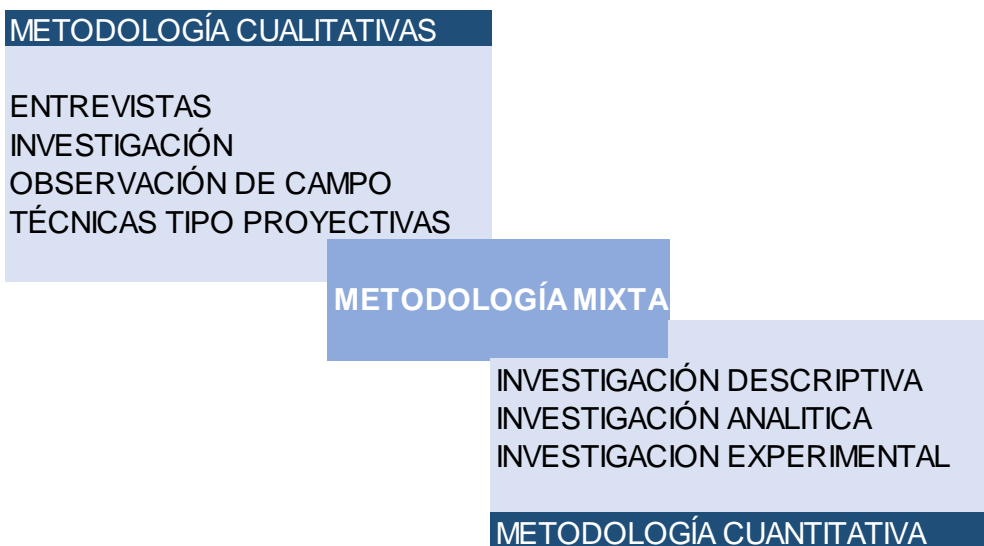 METODOLOGÍA CUALITATIVAS
ENTREVISTAS
INVESTIGACIÓN
OBSERVACIÓN DE CAMPO
TÉCNICAS TIPO PROYECTIVAS
METODOLOGÍA MIXTA
INVESTIGACIÓN DESCRIPTIVA
INVESTIGACIÓN ANALITICA
INVESTIGACION EXPERIMENTAL
METODOLOGÍA CUANTITATIVA